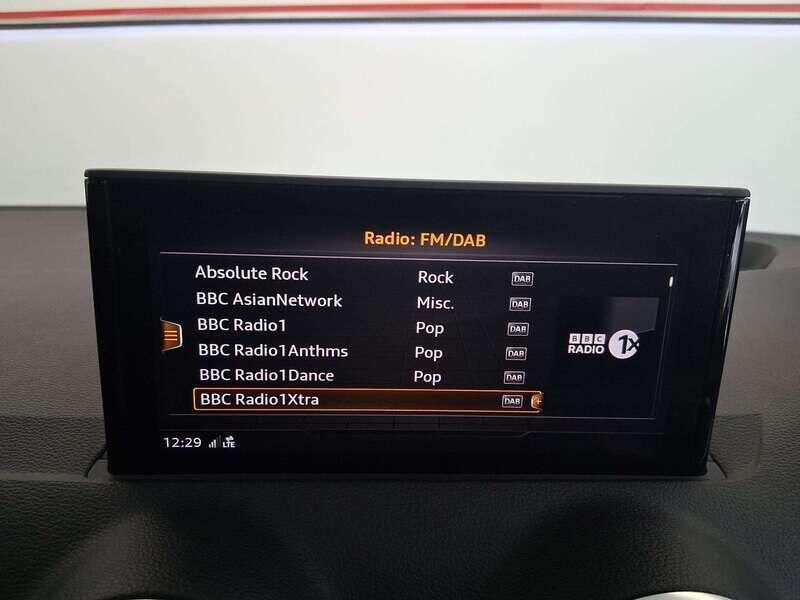 Radio: FM/DAB
Absolute Rock Rock DAB
BBC AsianNetwork Misc. DAB
BBC Radio1 Pop DAB
BBC Radio1Anthms Pop DAB
BBC Radio1Dance Pop DAB
BBC Radio1Xtra DAB
BBC
RADIO 1X
12:29 LTE